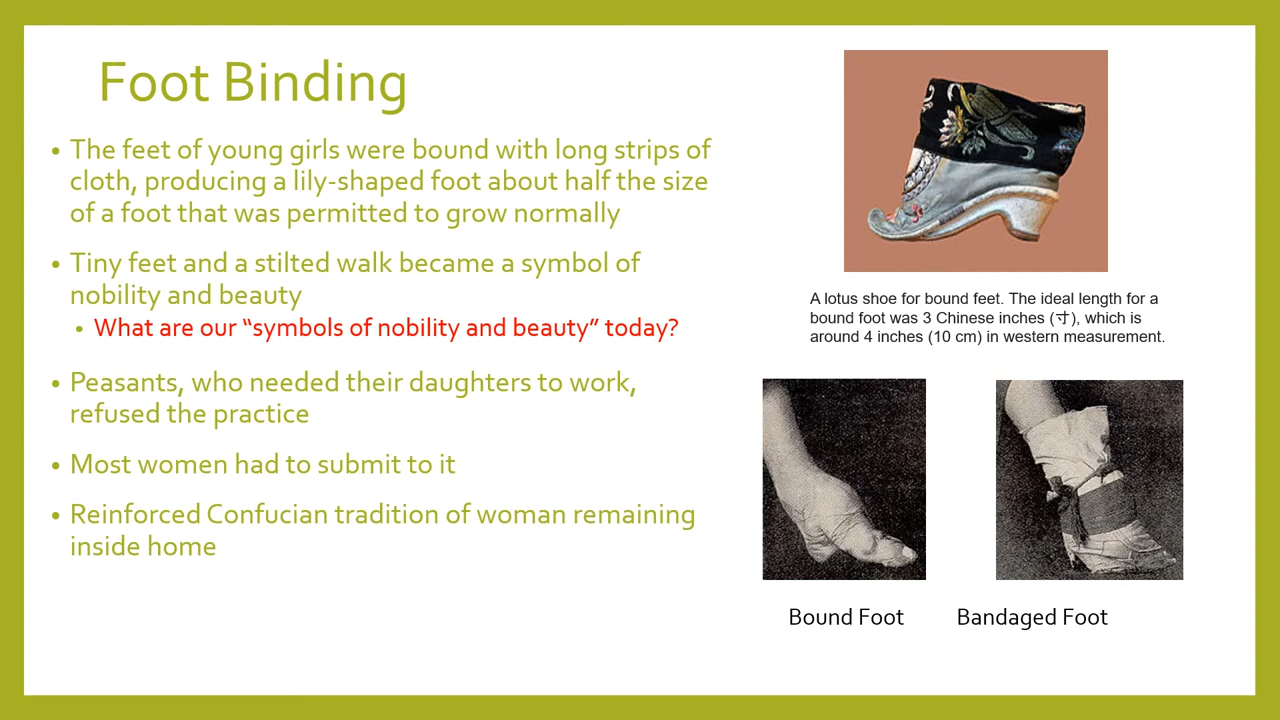 Foot Binding
• The feet of young girls were bound with long strips of
cloth, producing a lily-shaped foot about half the size
of a foot that was permitted to grow normally
• Tiny feet and a stilted walk became a symbol of
nobility and beauty
• What are our “symbols of nobility and beauty” today?
• Peasants, who needed their daughters to work,
refused the practice
• Most women had to submit to it
• Reinforced Confucian tradition of woman remaining
inside home
A lotus shoe for bound feet. The ideal length for a
bound foot was 3 Chinese inches (寸), which is
around 4 inches (10 cm) in western measurement.
Bound Foot
Bandaged Foot